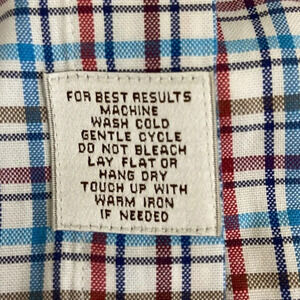 FOR BEST RESULTS
MACHINE
WASH COLD
GENTLE CYCLE
DO NOT BLEACH
LAY FLAT OR
HANG DRY
TOUCH UP WITH
WARM IRON
IF NEEDED